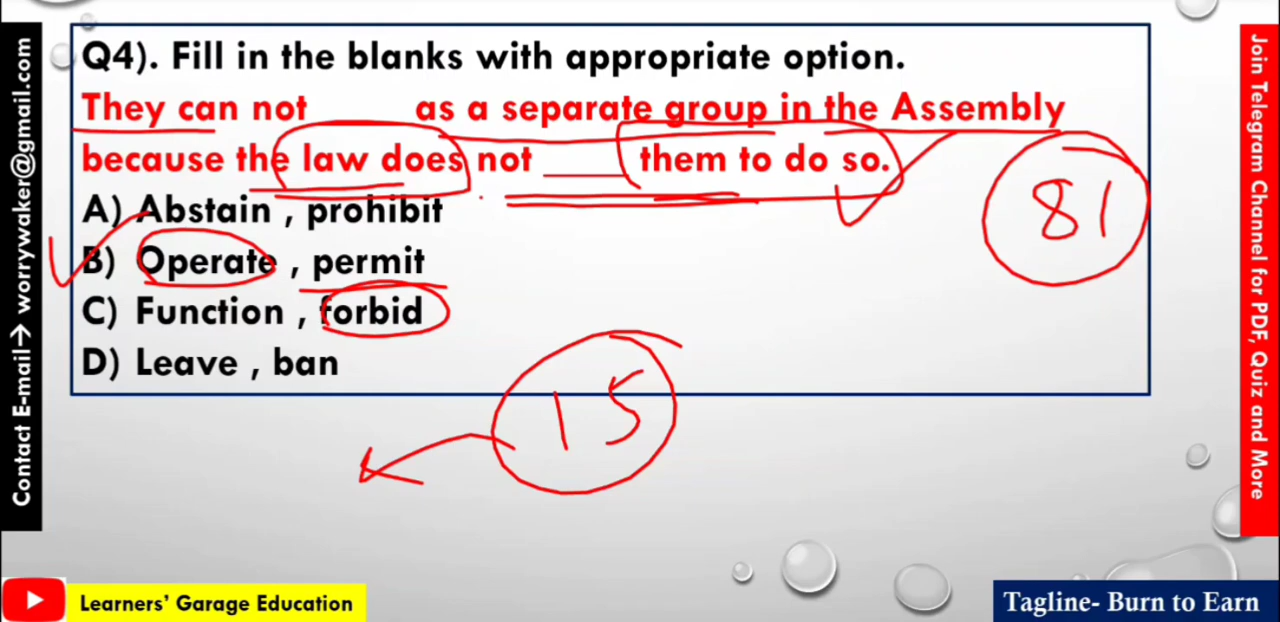 Contact E-mail→ worrywaker@gmail.com
Q4). Fill in the blanks with appropriate option.
They can not as a separate group in the Assembly
because the law does not ____ them to do so.
A) Abstain , prohibit
B) Operate , permit
C) Function , forbid
D) Leave , ban
81
15
Join Telegram Channel for PDF, Quiz and More
Learners’ Garage Education
Tagline- Burn to Earn